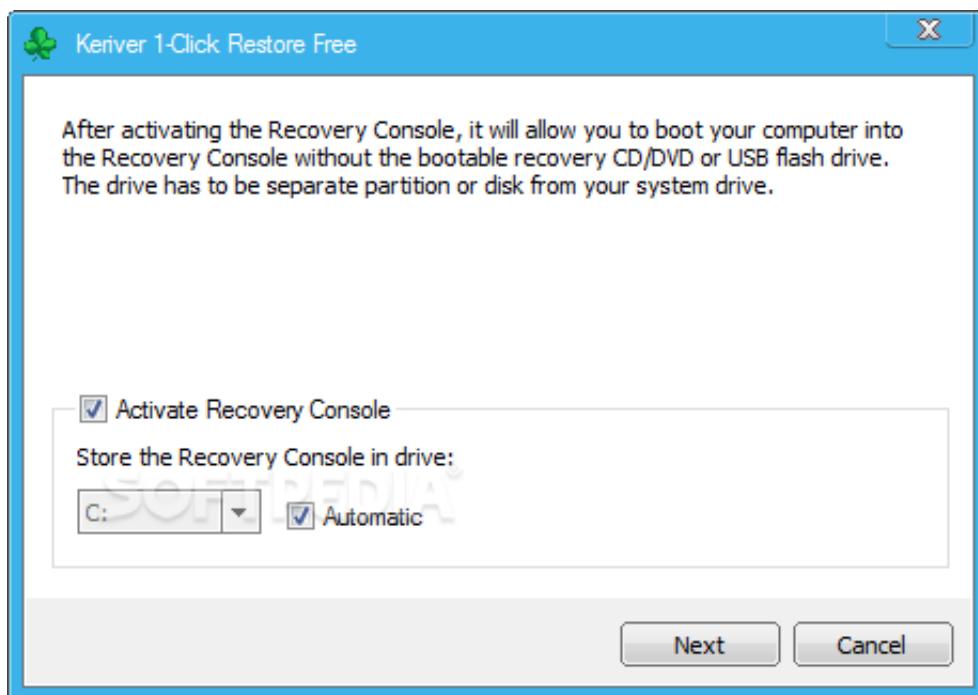 Keriver 1-Click Restore Free
After activating the Recovery Console, it will allow you to boot your computer into
the Recovery Console without the bootable recovery CD/DVD or USB flash drive.
The drive has to be separate partition or disk from your system drive.
Activate Recovery Console
Store the Recovery Console in drive:
SOFTPEDIA®
C:
Automatic
Next
Cancel